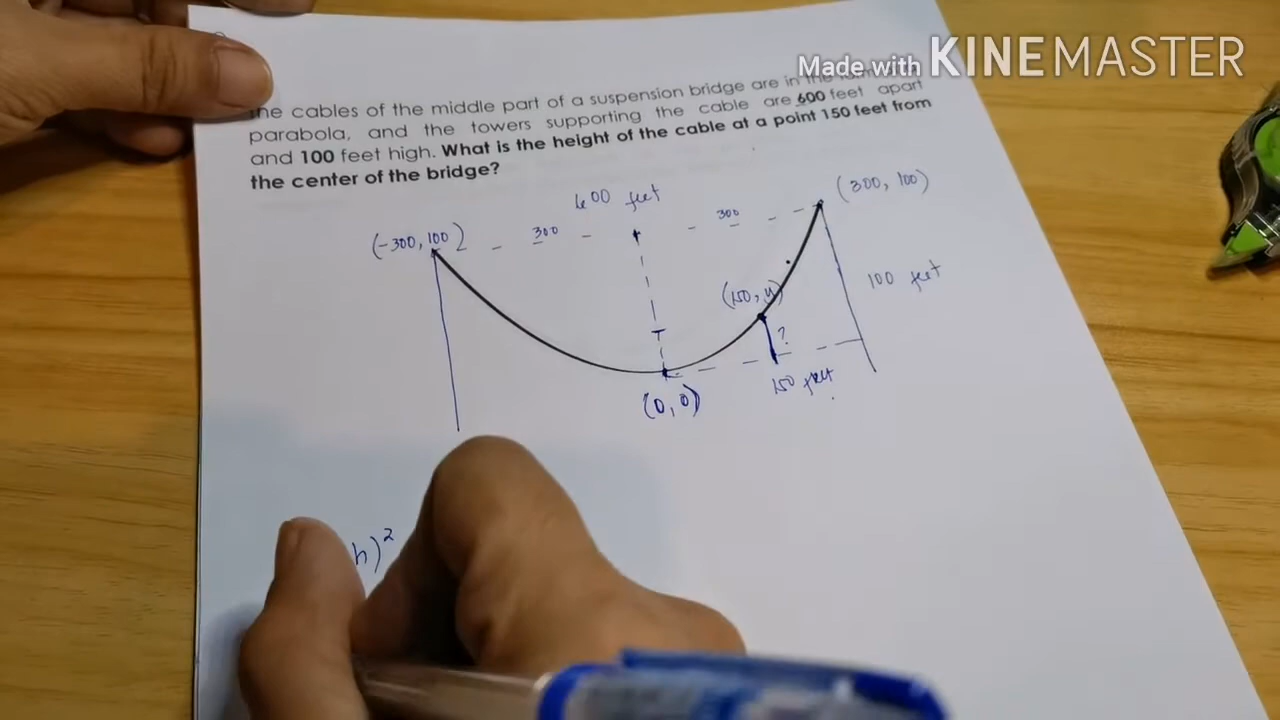 Made with KINEMASTER
The cables of the middle part of a suspension bridge are in the
parabola, and the towers supporting the cable are 600 feet apart
and 100 feet high. What is the height of the cable at a point 150 feet from
the center of the bridge?
600 feet
(300, 100)
(-300, 100)
300
300
100 feet
(150, y)
?
150 feet
(0, 0)
h)²